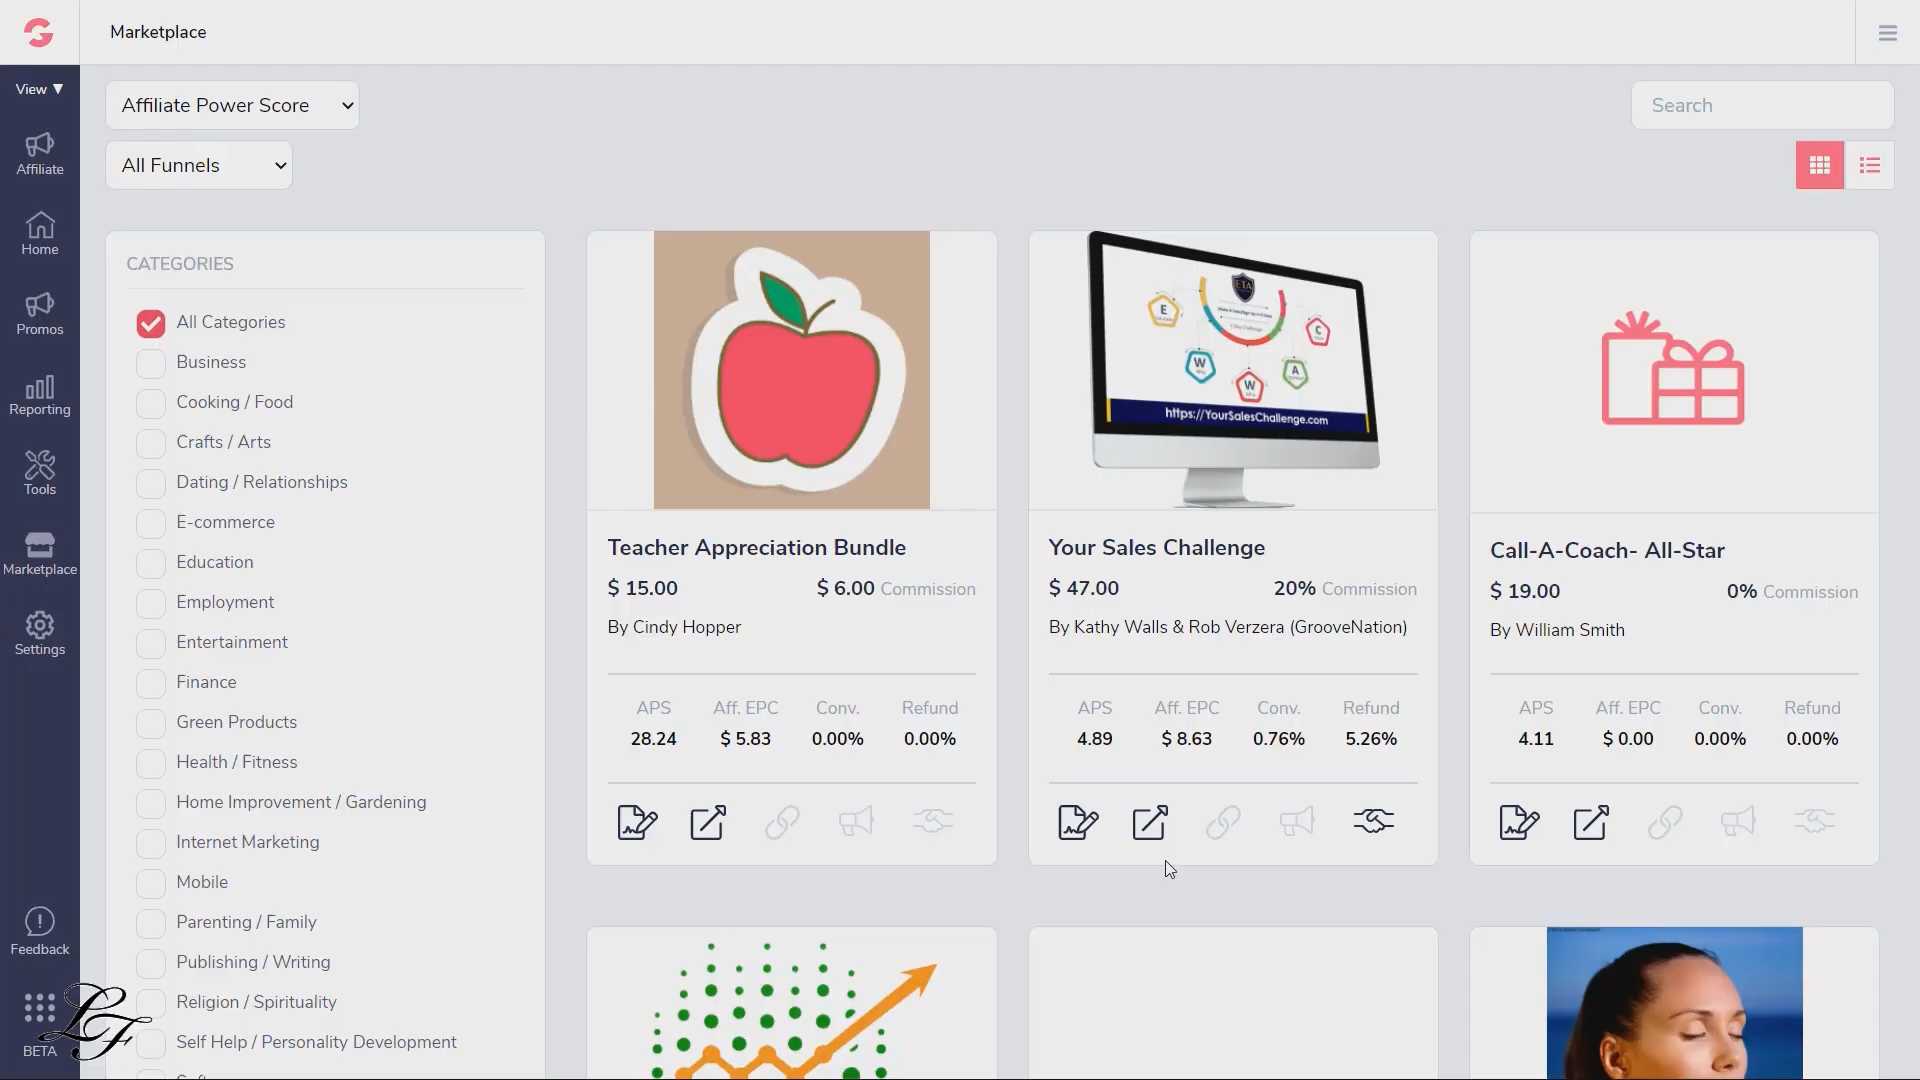 Marketplace
View ▼
Affiliate
Home
Promos
Reporting
Tools
Marketplace
Settings
Feedback
BETA
LF
Affiliate Power Score
All Funnels
Search
CATEGORIES
All Categories
Business
Cooking / Food
Crafts / Arts
Dating / Relationships
E-commerce
Education
Employment
Entertainment
Finance
Green Products
Health / Fitness
Home Improvement / Gardening
Internet Marketing
Mobile
Parenting / Family
Publishing / Writing
Religion / Spirituality
Self Help / Personality Development
Teacher Appreciation Bundle
$ 15.00 $ 6.00 Commission
By Cindy Hopper
APS Aff. EPC Conv. Refund
28.24 $ 5.83 0.00% 0.00%
ETA
E
C
W
W
A
https://YourSalesChallenge.com
Your Sales Challenge
$ 47.00 20% Commission
By Kathy Walls & Rob Verzera (GrooveNation)
APS Aff. EPC Conv. Refund
4.89 $ 8.63 0.76% 5.26%
Call-A-Coach- All-Star
$ 19.00 0% Commission
By William Smith
APS Aff. EPC Conv. Refund
4.11 $ 0.00 0.00% 0.00%